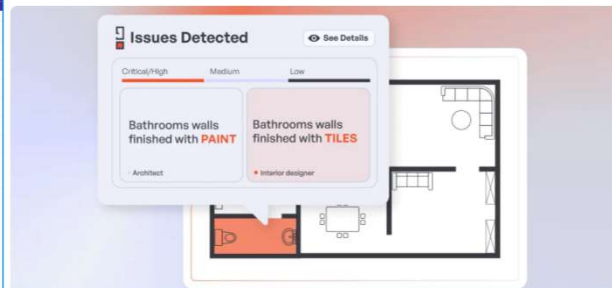 Issues Detected
See Details
Critical/High
Medium
Low
Bathrooms walls
finished with PAINT
Architect
Bathrooms walls
finished with TILES
Interior designer